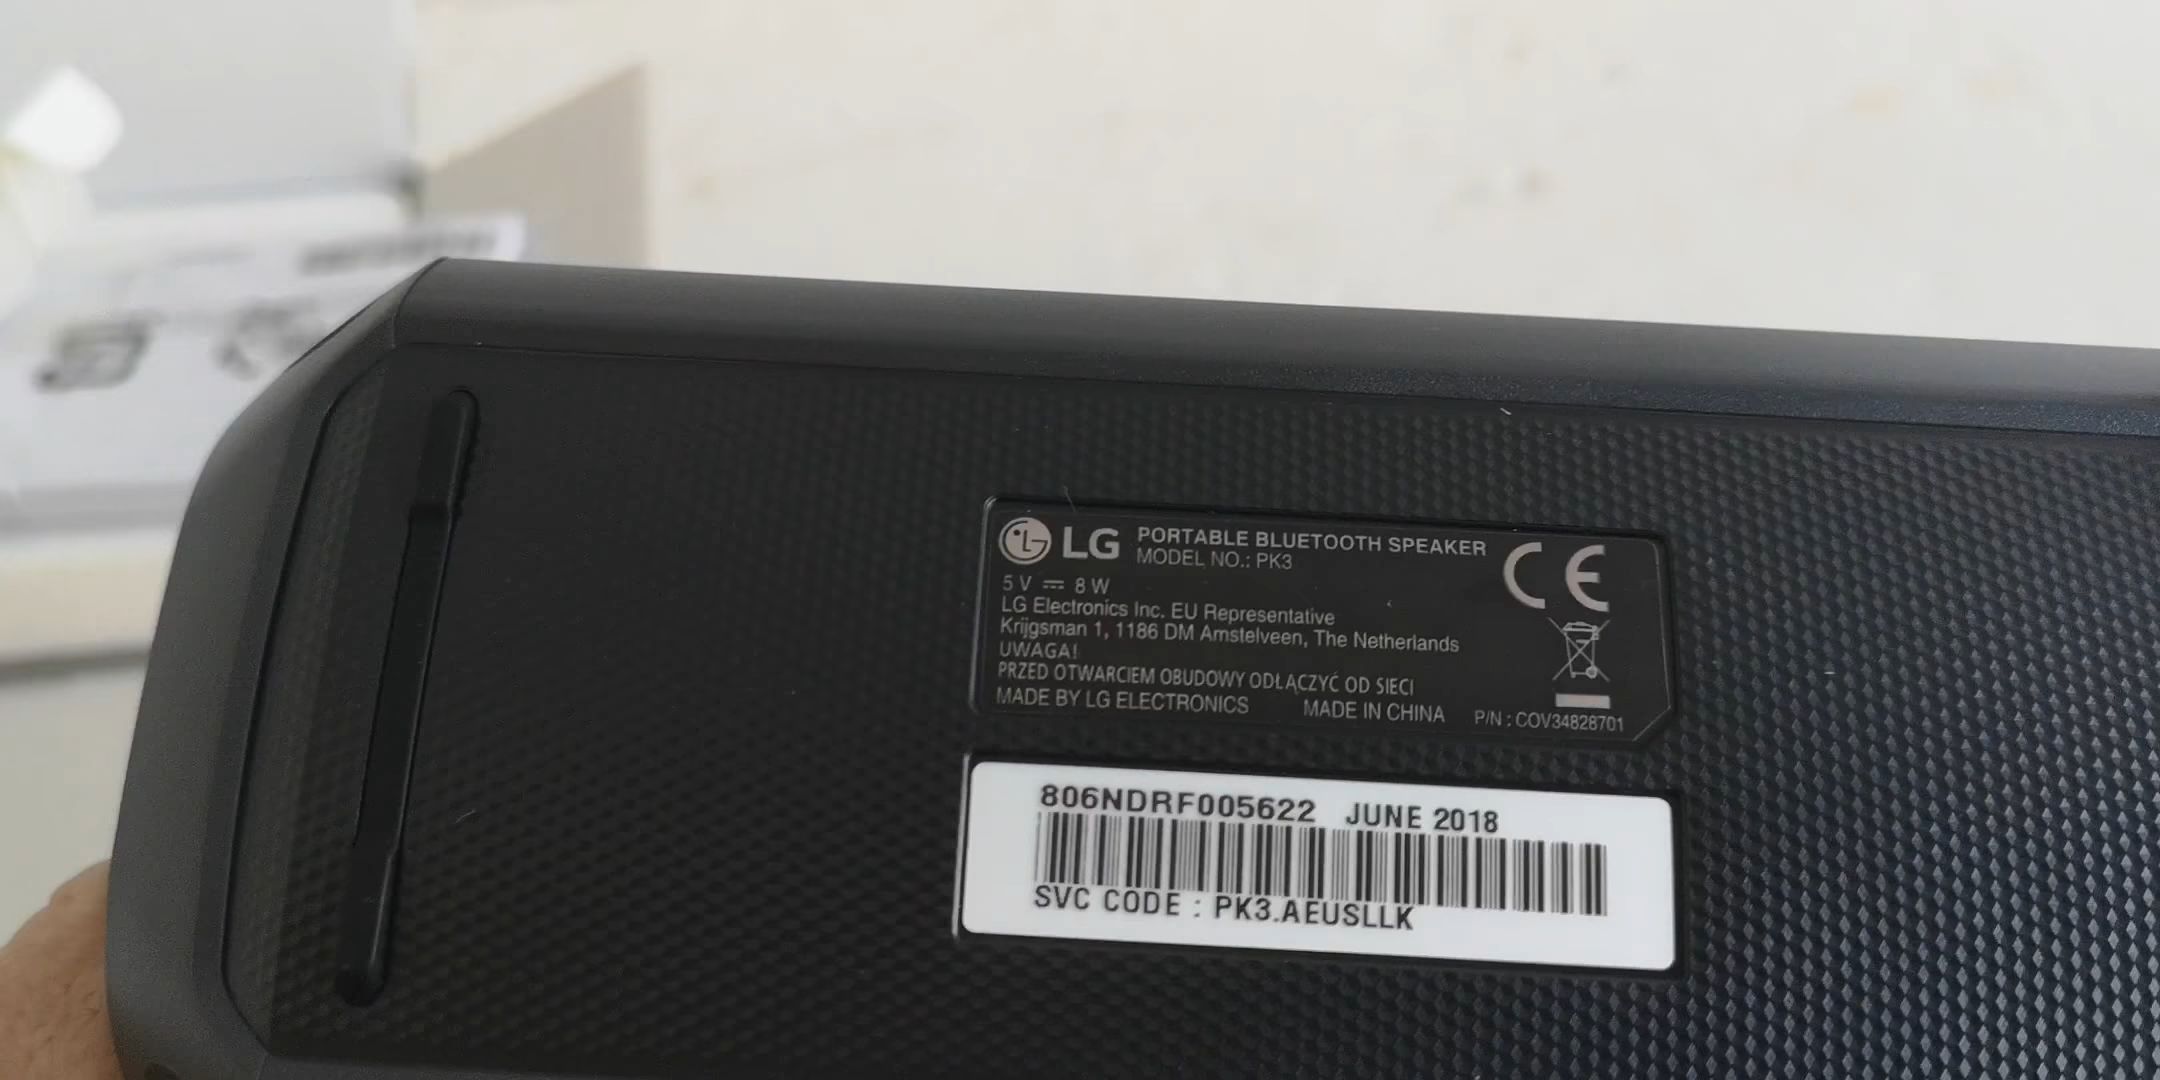 LG PORTABLE BLUETOOTH SPEAKER
MODEL NO.: PK3
CE
5 V ⎓ 8 W
LG Electronics Inc. EU Representative
Krijgsman 1, 1186 DM Amstelveen, The Netherlands
UWAGA!
PRZED OTWARCIEM OBUDOWY ODŁĄCZYĆ OD SIECI
MADE BY LG ELECTRONICS MADE IN CHINA P/N : COV34828701
806NDRF005622 JUNE 2018
SVC CODE : PK3.AEUSLLK